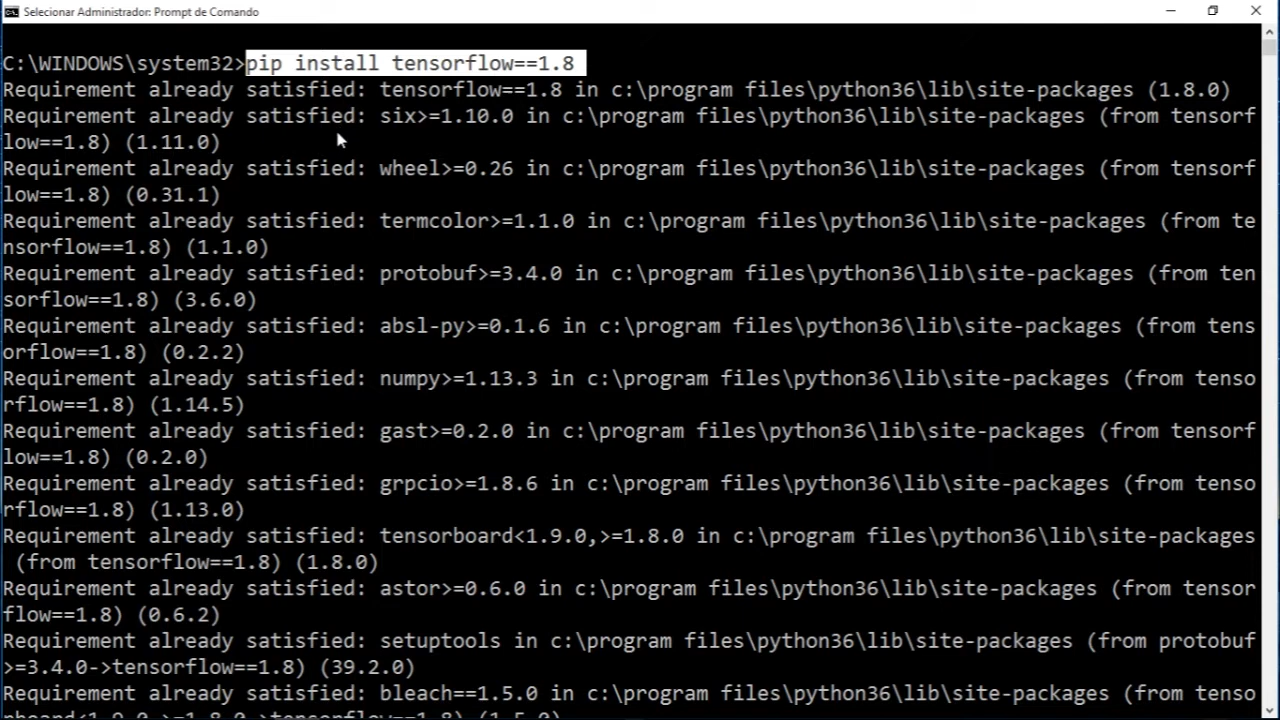 Selecionar Administrador: Prompt de Comando
C:\WINDOWS\system32>pip install tensorflow==1.8
Requirement already satisfied: tensorflow==1.8 in c:\program files\python36\lib\site-packages (1.8.0)
Requirement already satisfied: six>=1.10.0 in c:\program files\python36\lib\site-packages (from tensorf
low==1.8) (1.11.0)
Requirement already satisfied: wheel>=0.26 in c:\program files\python36\lib\site-packages (from tensorf
low==1.8) (0.31.1)
Requirement already satisfied: termcolor>=1.1.0 in c:\program files\python36\lib\site-packages (from te
nsorflow==1.8) (1.1.0)
Requirement already satisfied: protobuf>=3.4.0 in c:\program files\python36\lib\site-packages (from ten
sorflow==1.8) (3.6.0)
Requirement already satisfied: absl-py>=0.1.6 in c:\program files\python36\lib\site-packages (from tens
orflow==1.8) (0.2.2)
Requirement already satisfied: numpy>=1.13.3 in c:\program files\python36\lib\site-packages (from tenso
rflow==1.8) (1.14.5)
Requirement already satisfied: gast>=0.2.0 in c:\program files\python36\lib\site-packages (from tensorf
low==1.8) (0.2.0)
Requirement already satisfied: grpcio>=1.8.6 in c:\program files\python36\lib\site-packages (from tenso
rflow==1.8) (1.13.0)
Requirement already satisfied: tensorboard<1.9.0,>=1.8.0 in c:\program files\python36\lib\site-packages
 (from tensorflow==1.8) (1.8.0)
Requirement already satisfied: astor>=0.6.0 in c:\program files\python36\lib\site-packages (from tensor
flow==1.8) (0.6.2)
Requirement already satisfied: setuptools in c:\program files\python36\lib\site-packages (from protobuf
>=3.4.0->tensorflow==1.8) (39.2.0)
Requirement already satisfied: bleach==1.5.0 in c:\program files\python36\lib\site-packages (from tenso
rboard<1.9.0,>=1.8.0->tensorflow==1.8) (1.5.0)